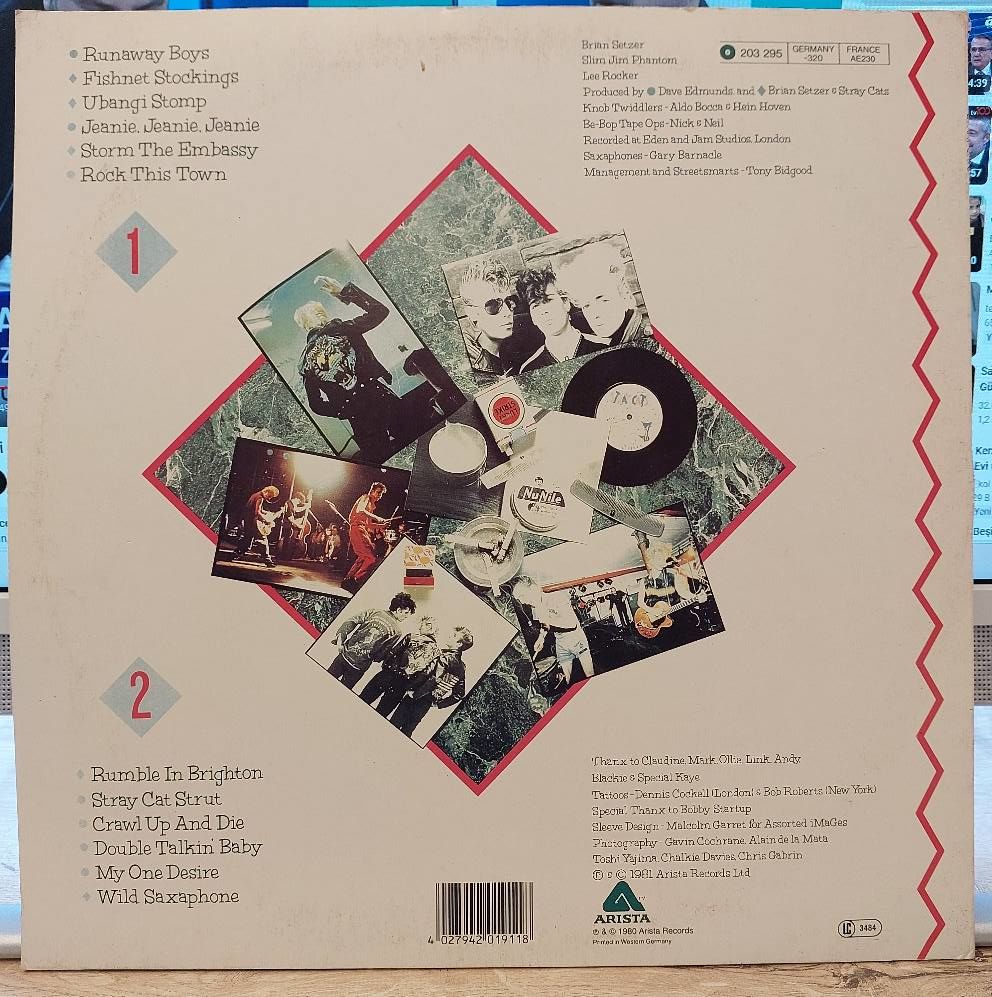 Runaway Boys
Fishnet Stockings
Ubangi Stomp
Jeanie, Jeanie, Jeanie
Storm The Embassy
Rock This Town
1
Brian Setzer
Slim Jim Phantom
Lee Rocker
203 295 GERMANY -320 FRANCE AE230
Produced by ● Dave Edmunds, and ◆ Brian Setzer & Stray Cats
Knob Twiddlers - Aldo Bocca & Hein Hoven
Be-Bop Tape Ops - Nick & Neil
Recorded at Eden and Jam Studios, London
Saxaphones - Gary Barnacle
Management and Streetsmarts - Tony Bidgood
LUCKY STRIKE
TACT
NuNile
2
Rumble In Brighton
Stray Cat Strut
Crawl Up And Die
Double Talkin' Baby
My One Desire
Wild Saxaphone
Thanx to Claudine, Mark, Ollie, Link, Andy
Blackie & Special Kaye
Tattoos - Dennis Cockell (London) & Bob Roberts (New York)
Special Thanx to Bobby Startup
Sleeve Design - Malcolm Garret for Assorted iMaGes
Photography - Gavin Cochrane, Alain de la Mata
Toshi Yajima, Chalkie Davies, Chris Gabrin
℗ & © 1981 Arista Records Ltd
ARISTA
℗ & © 1980 Arista Records
Printed in Western Germany
4 027942 019118
LC 3484